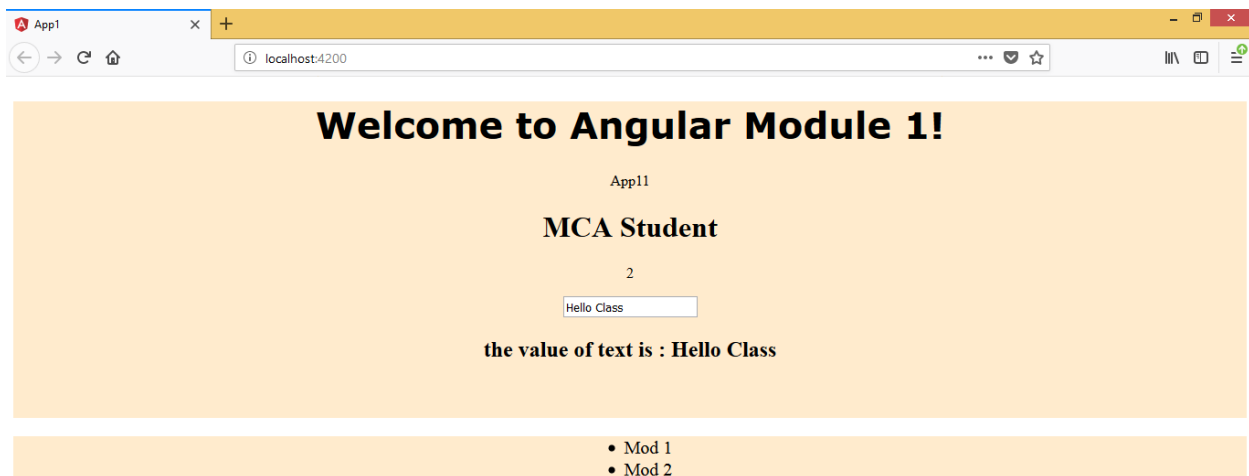 App1
localhost:4200
Welcome to Angular Module 1!
App11
MCA Student
2
Hello Class
the value of text is : Hello Class
Mod 1
Mod 2